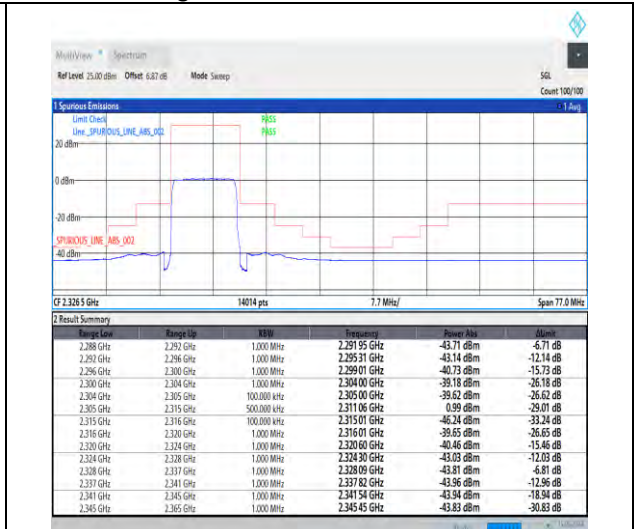 MultiView Spectrum
Ref Level 25.00 dBm Offset 6.87 dB Mode Sweep SGL
Count 100/100
1 Spurious Emissions 1 Avg
Limit Check PASS
Line _SPURIOUS_LINE_ABS_002 PASS
20 dBm
0 dBm
-20 dBm
_SPURIOUS_LINE_ABS_002
-40 dBm
CF 2.326 5 GHz 14014 pts 7.7 MHz/ Span 77.0 MHz
2 Result Summary
Range Low Range Up RBW Frequency Power Abs ΔLimit
2.288 GHz 2.292 GHz 1.000 MHz 2.291 95 GHz -43.71 dBm -6.71 dB
2.292 GHz 2.296 GHz 1.000 MHz 2.295 31 GHz -43.14 dBm -12.14 dB
2.296 GHz 2.300 GHz 1.000 MHz 2.299 01 GHz -40.73 dBm -15.73 dB
2.300 GHz 2.304 GHz 1.000 MHz 2.304 00 GHz -39.18 dBm -26.18 dB
2.304 GHz 2.305 GHz 100.000 kHz 2.305 00 GHz -39.62 dBm -26.62 dB
2.305 GHz 2.315 GHz 500.000 kHz 2.311 06 GHz 0.99 dBm -29.01 dB
2.315 GHz 2.316 GHz 100.000 kHz 2.315 01 GHz -46.24 dBm -33.24 dB
2.316 GHz 2.320 GHz 1.000 MHz 2.316 01 GHz -39.65 dBm -26.65 dB
2.320 GHz 2.324 GHz 1.000 MHz 2.320 60 GHz -40.46 dBm -15.46 dB
2.324 GHz 2.328 GHz 1.000 MHz 2.324 30 GHz -43.03 dBm -12.03 dB
2.328 GHz 2.337 GHz 1.000 MHz 2.328 09 GHz -43.81 dBm -6.81 dB
2.337 GHz 2.341 GHz 1.000 MHz 2.337 82 GHz -43.96 dBm -12.96 dB
2.341 GHz 2.345 GHz 1.000 MHz 2.341 54 GHz -43.94 dBm -18.94 dB
2.345 GHz 2.365 GHz 1.000 MHz 2.345 45 GHz -43.83 dBm -30.83 dB